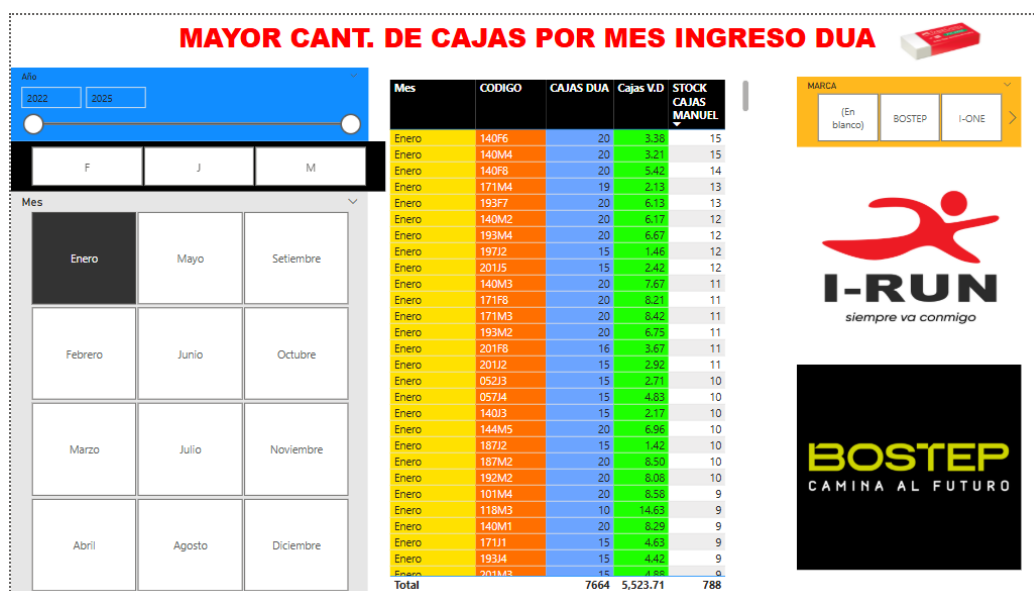 MAYOR CANT. DE CAJAS POR MES INGRESO DUA
Año
2022 2025
F J M
Mes
Enero Mayo Setiembre
Febrero Junio Octubre
Marzo Julio Noviembre
Abril Agosto Diciembre
Mes CODIGO CAJAS DUA Cajas V.D STOCK CAJAS MANUEL
Enero 140F6 20 3.38 15
Enero 140M4 20 3.21 15
Enero 140F8 20 5.42 14
Enero 171M4 19 2.13 13
Enero 193F7 20 6.13 13
Enero 140M2 20 6.17 12
Enero 193M4 20 6.67 12
Enero 197J2 15 1.46 12
Enero 201J5 15 2.42 12
Enero 140M3 20 7.67 11
Enero 171F8 20 8.21 11
Enero 171M3 20 8.42 11
Enero 193M2 20 6.75 11
Enero 201F8 16 3.67 11
Enero 201J2 15 2.92 11
Enero 052J3 15 2.71 10
Enero 057J4 15 4.83 10
Enero 140J3 15 2.17 10
Enero 144M5 20 6.96 10
Enero 187J2 15 1.42 10
Enero 187M2 20 8.50 10
Enero 192M2 20 8.08 10
Enero 101M4 20 8.58 9
Enero 118M3 10 14.63 9
Enero 140M1 20 8.29 9
Enero 171J1 15 4.63 9
Enero 193J4 15 4.42 9
Enero 201M3 15 4.88 9
Total 7664 5,523.71 788
MARCA
(En blanco) BOSTEP I-ONE
I-RUN
siempre va conmigo
BOSTEP
CAMINA AL FUTURO